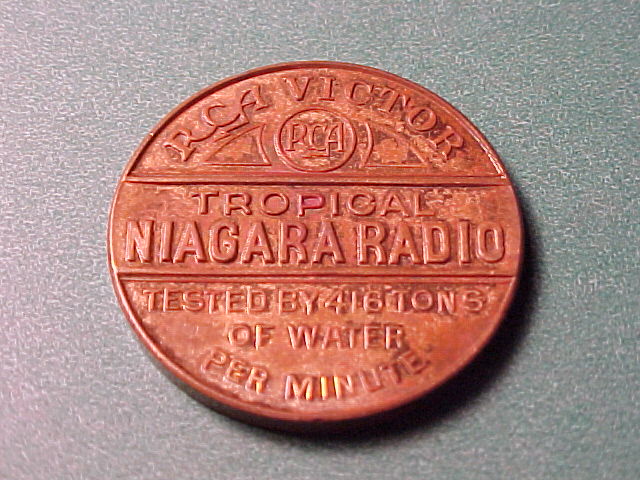 RCA VICTOR
RCA
TROPICAL
NIAGARA RADIO
TESTED BY 416 TONS
OF WATER
PER MINUTE